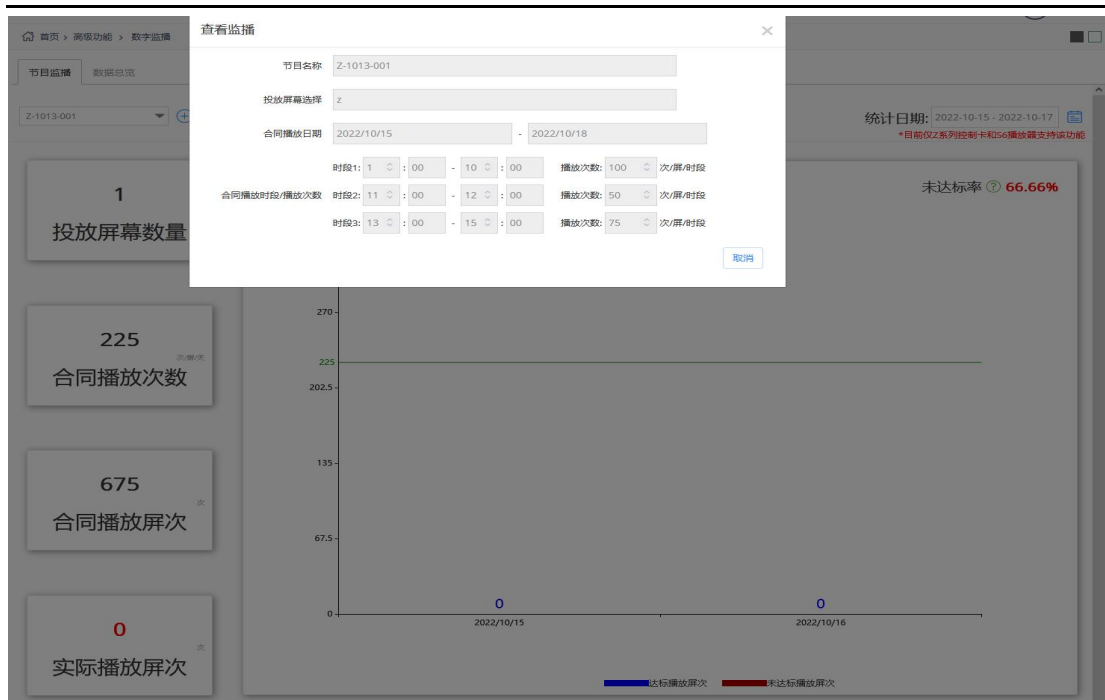 首页 › 高级功能 › 数字监播
节目监播 数据总览
Z-1013-001
统计日期: 2022-10-15 - 2022-10-17
*目前仅Z系列控制卡和S6播放器支持该功能
查看监播
节目名称 Z-1013-001
投放屏幕选择 z
合同播放日期 2022/10/15 - 2022/10/18
合同播放时段/播放次数
时段1: 1 : 00 - 10 : 00 播放次数: 100 次/屏/时段
时段2: 11 : 00 - 12 : 00 播放次数: 50 次/屏/时段
时段3: 13 : 00 - 15 : 00 播放次数: 75 次/屏/时段
取消
1
投放屏幕数量
225
次/屏/天
合同播放次数
675
次
合同播放屏次
0
次
实际播放屏次
未达标率 ? 66.66%
270
225
202.5
135
67.5
0
0 0
2022/10/15 2022/10/16
达标播放屏次 未达标播放屏次